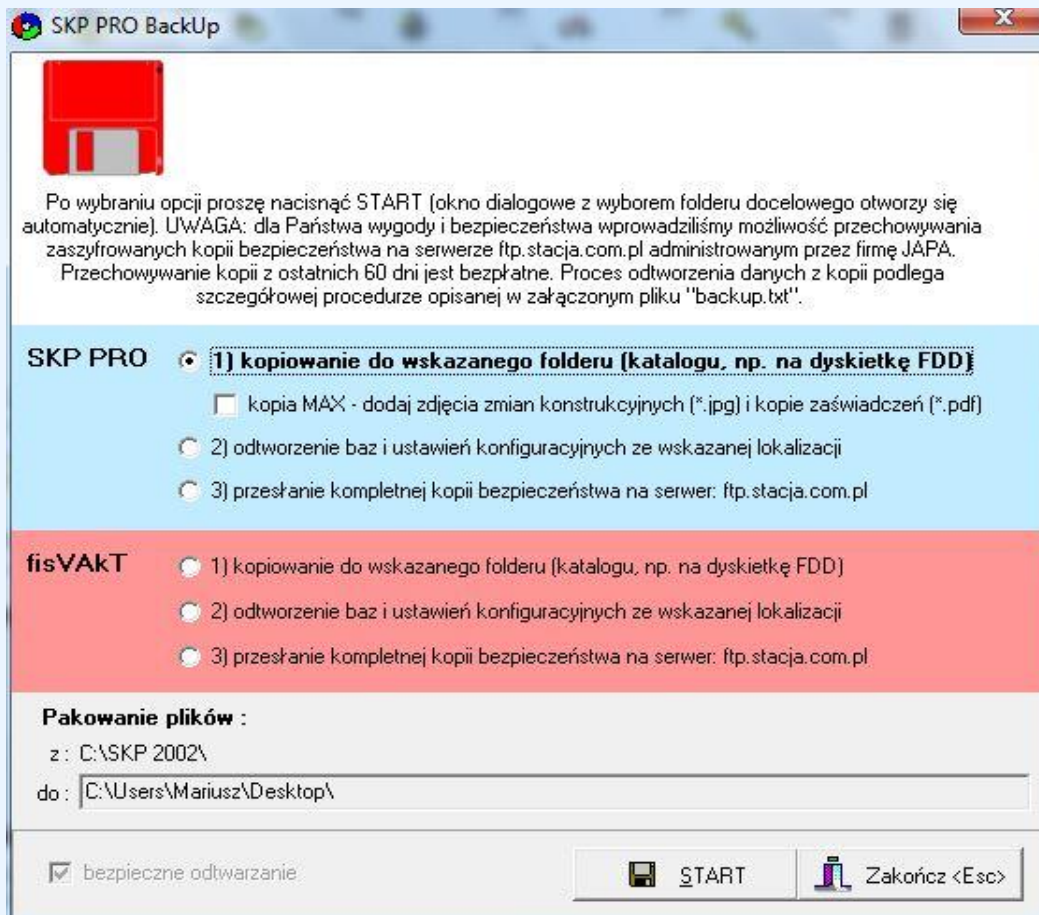 SKP PRO BackUp
Po wybraniu opcji proszę nacisnąć START (okno dialogowe z wyborem folderu docelowego otworzy się
automatycznie). UWAGA: dla Państwa wygody i bezpieczeństwa wprowadziliśmy możliwość przechowywania
zaszyfrowanych kopii bezpieczeństwa na serwerze ftp.stacja.com.pl administrowanym przez firmę JAPA.
Przechowywanie kopii z ostatnich 60 dni jest bezpłatne. Proces odtworzenia danych z kopii podlega
szczegółowej procedurze opisanej w załączonym pliku "backup.txt".
SKP PRO 1) kopiowanie do wskazanego folderu (katalogu, np. na dyskietkę FDD)
kopia MAX - dodaj zdjęcia zmian konstrukcyjnych (*.jpg) i kopie zaświadczeń (*.pdf)
2) odtworzenie baz i ustawień konfiguracyjnych ze wskazanej lokalizacji
3) przesłanie kompletnej kopii bezpieczeństwa na serwer: ftp.stacja.com.pl
fisVAkT 1) kopiowanie do wskazanego folderu (katalogu, np. na dyskietkę FDD)
2) odtworzenie baz i ustawień konfiguracyjnych ze wskazanej lokalizacji
3) przesłanie kompletnej kopii bezpieczeństwa na serwer: ftp.stacja.com.pl
Pakowanie plików :
z : C:\SKP 2002\
do : C:\Users\Mariusz\Desktop\
bezpieczne odtwarzanie START Zakończ <Esc>